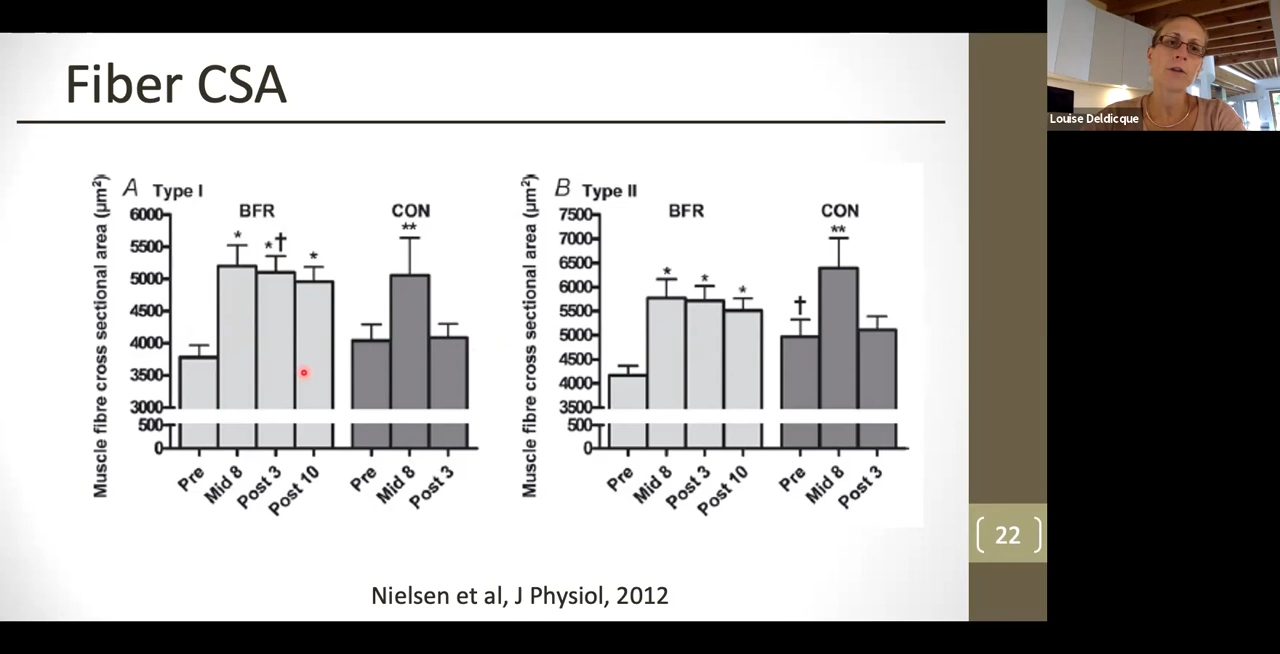 Fiber CSA
Louise Deldicque
A Type I
BFR
CON
Muscle fibre cross sectional area (µm²)
6000
5500
5000
4500
4000
3500
3000
500
0
*
*†
*
**
Pre
Mid 8
Post 3
Post 10
Pre
Mid 8
Post 3
B Type II
BFR
CON
Muscle fibre cross sectional area (µm²)
7500
7000
6500
6000
5500
5000
4500
4000
3500
500
0
*
*
*
†
**
Pre
Mid 8
Post 3
Post 10
Pre
Mid 8
Post 3
22
Nielsen et al, J Physiol, 2012